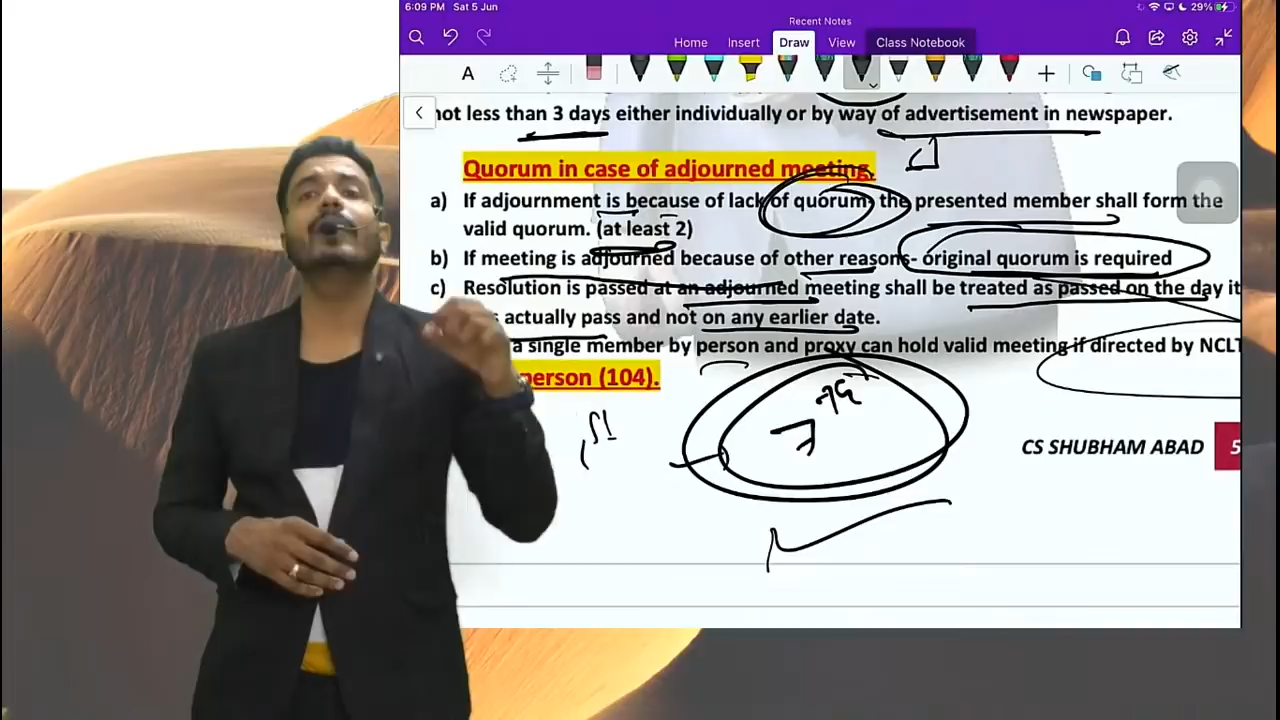 6:09 PM Sat 5 Jun
29%
Recent Notes
Home Insert Draw View Class Notebook
A
not less than 3 days either individually or by way of advertisement in newspaper.
Quorum in case of adjourned meeting.
a) If adjournment is because of lack of quorum, the presented member shall form the
valid quorum. (at least 2)
b) If meeting is adjourned because of other reasons- original quorum is required
c) Resolution is passed at an adjourned meeting shall be treated as passed on the day it
actually pass and not on any earlier date.
a single member by person and proxy can hold valid meeting if directed by NCLT
person (104).
CS SHUBHAM ABAD 5